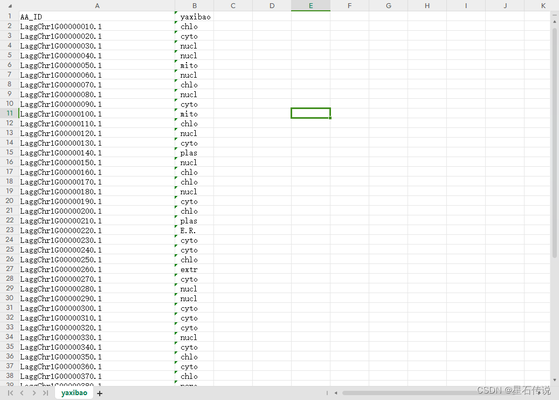 A B C D E F G H I J K
1 AA_ID yaxibao
2 LaggChr1G00000010.1 chlo
3 LaggChr1G00000020.1 cyto
4 LaggChr1G00000030.1 nucl
5 LaggChr1G00000040.1 nucl
6 LaggChr1G00000050.1 mito
7 LaggChr1G00000060.1 nucl
8 LaggChr1G00000070.1 chlo
9 LaggChr1G00000080.1 nucl
10 LaggChr1G00000090.1 cyto
11 LaggChr1G00000100.1 mito
12 LaggChr1G00000110.1 chlo
13 LaggChr1G00000120.1 nucl
14 LaggChr1G00000130.1 cyto
15 LaggChr1G00000140.1 plas
16 LaggChr1G00000150.1 nucl
17 LaggChr1G00000160.1 chlo
18 LaggChr1G00000170.1 chlo
19 LaggChr1G00000180.1 nucl
20 LaggChr1G00000190.1 cyto
21 LaggChr1G00000200.1 chlo
22 LaggChr1G00000210.1 plas
23 LaggChr1G00000220.1 E.R.
24 LaggChr1G00000230.1 cyto
25 LaggChr1G00000240.1 cyto
26 LaggChr1G00000250.1 chlo
27 LaggChr1G00000260.1 extr
28 LaggChr1G00000270.1 cyto
29 LaggChr1G00000280.1 nucl
30 LaggChr1G00000290.1 nucl
31 LaggChr1G00000300.1 cyto
32 LaggChr1G00000310.1 cyto
33 LaggChr1G00000320.1 cyto
34 LaggChr1G00000330.1 nucl
35 LaggChr1G00000340.1 cyto
36 LaggChr1G00000350.1 chlo
37 LaggChr1G00000360.1 cyto
38 LaggChr1G00000370.1 chlo
yaxibao
CSDN @星石传说